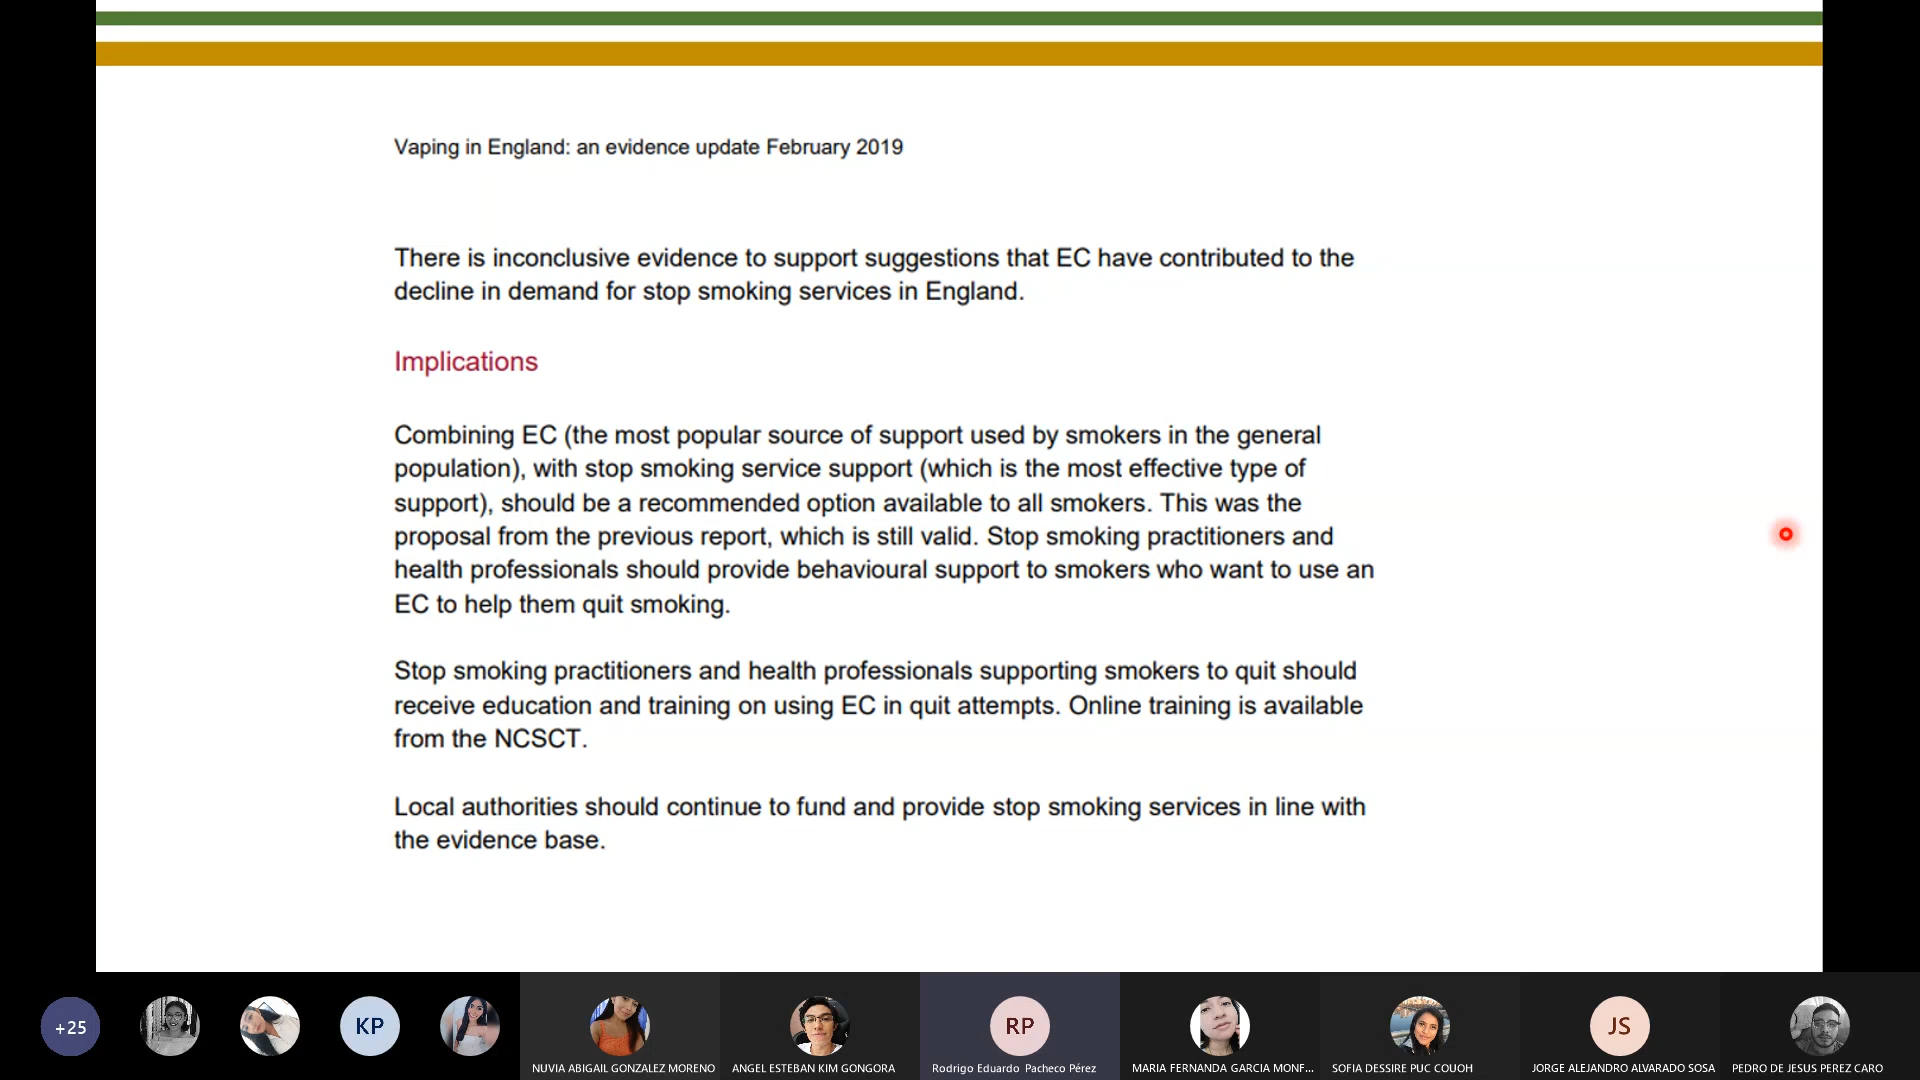 Vaping in England: an evidence update February 2019
There is inconclusive evidence to support suggestions that EC have contributed to the
decline in demand for stop smoking services in England.
Implications
Combining EC (the most popular source of support used by smokers in the general
population), with stop smoking service support (which is the most effective type of
support), should be a recommended option available to all smokers. This was the
proposal from the previous report, which is still valid. Stop smoking practitioners and
health professionals should provide behavioural support to smokers who want to use an
EC to help them quit smoking.
Stop smoking practitioners and health professionals supporting smokers to quit should
receive education and training on using EC in quit attempts. Online training is available
from the NCSCT.
Local authorities should continue to fund and provide stop smoking services in line with
the evidence base.
+25
KP
RP
JS
NUVIA ABIGAIL GONZALEZ MORENO
ANGEL ESTEBAN KIM GONGORA
Rodrigo Eduardo Pacheco Pérez
MARIA FERNANDA GARCIA MONF...
SOFIA DESSIRE PUC COUOH
JORGE ALEJANDRO ALVARADO SOSA
PEDRO DE JESUS PEREZ CARO